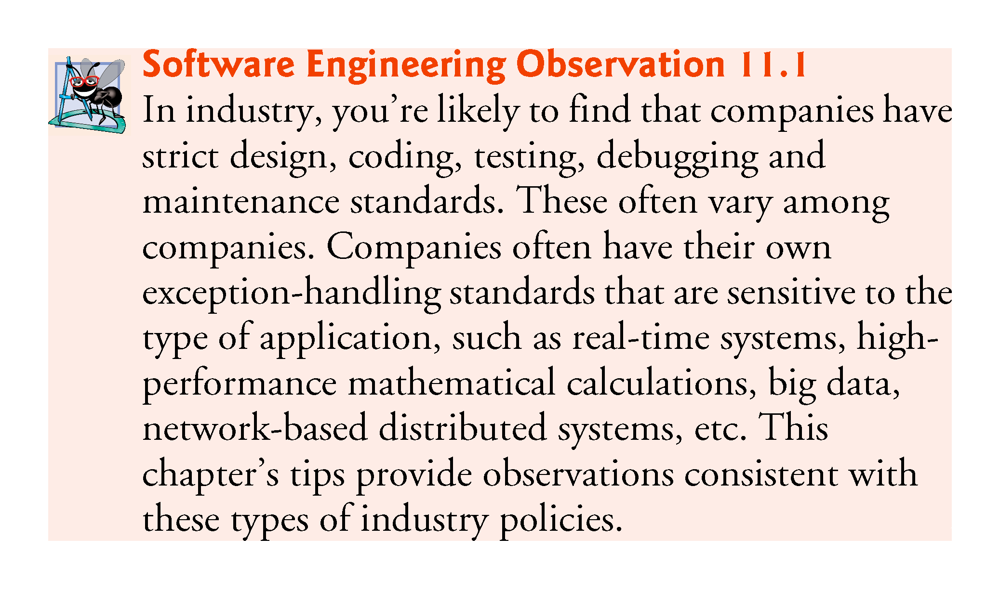 Software Engineering Observation 11.1
In industry, you’re likely to find that companies have
strict design, coding, testing, debugging and
maintenance standards. These often vary among
companies. Companies often have their own
exception-handling standards that are sensitive to the
type of application, such as real-time systems, high-
performance mathematical calculations, big data,
network-based distributed systems, etc. This
chapter’s tips provide observations consistent with
these types of industry policies.